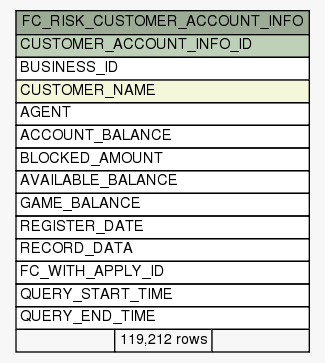 FC_RISK_CUSTOMER_ACCOUNT_INFO
CUSTOMER_ACCOUNT_INFO_ID
BUSINESS_ID
CUSTOMER_NAME
AGENT
ACCOUNT_BALANCE
BLOCKED_AMOUNT
AVAILABLE_BALANCE
GAME_BALANCE
REGISTER_DATE
RECORD_DATA
FC_WITH_APPLY_ID
QUERY_START_TIME
QUERY_END_TIME
119,212 rows